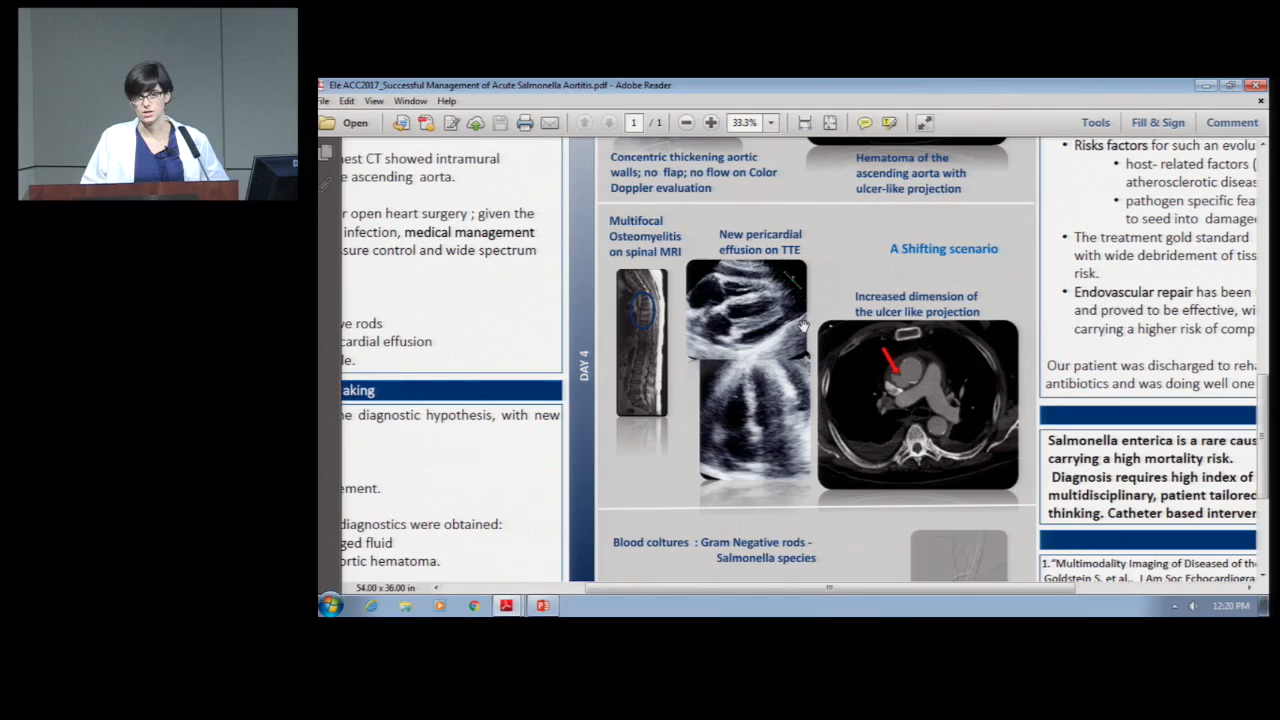 Ele ACC2017_Successful Management of Acute Salmonella Aortitis.pdf - Adobe Reader
File Edit View Window Help
Open
1 / 1
33.3%
Tools Fill & Sign Comment
nest CT showed intramural
e ascending aorta.
r open heart surgery ; given the
infection, medical management
sure control and wide spectrum
ve rods
cardial effusion
le.
aking
ne diagnostic hypothesis, with new
ement.
diagnostics were obtained:
ged fluid
ortic hematoma.
DAY 4
Concentric thickening aortic
walls; no flap; no flow on Color
Doppler evaluation
Hematoma of the
ascending aorta with
ulcer-like projection
Multifocal
Osteomyelitis
on spinal MRI
New pericardial
effusion on TTE
A Shifting scenario
Increased dimension of
the ulcer like projection
Blood coltures : Gram Negative rods -
Salmonella species
• Risks factors for such an evolu
• host- related factors (
atherosclerotic diseas
• pathogen specific fea
to seed into damaged
• The treatment gold standard
with wide debridement of tiss
risk.
• Endovascular repair has been
and proved to be effective, wi
carrying a higher risk of comp
Our patient was discharged to reha
antibiotics and was doing well one
Salmonella enterica is a rare caus
carrying a high mortality risk.
Diagnosis requires high index of
multidisciplinary, patient tailored
thinking. Catheter based interver
1."Multimodality Imaging of Diseased of the
Goldstein S. et al., J Am Soc Echocardiogra
54.00 x 36.00 in
12:20 PM